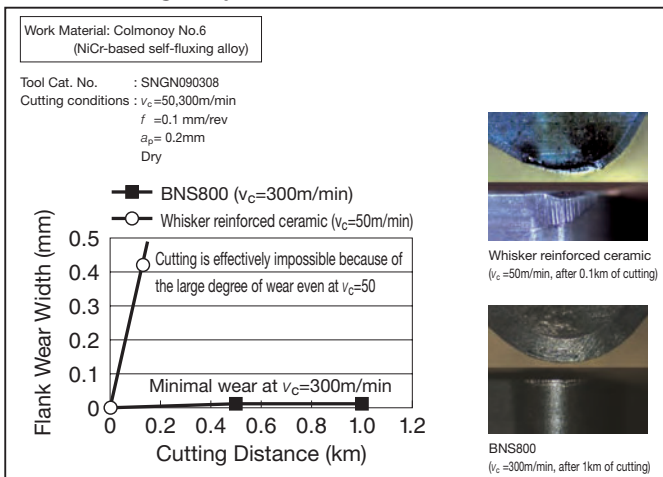 Work Material: Colmonoy No.6
(NiCr-based self-fluxing alloy)
Tool Cat. No. : SNGN090308
Cutting conditions : vc=50,300m/min
f =0.1 mm/rev
ap= 0.2mm
Dry
BNS800 (vc=300m/min)
Whisker reinforced ceramic (vc=50m/min)
Flank Wear Width (mm)
0.5
0.4
0.3
0.2
0.1
0
Cutting is effectively impossible because of
the large degree of wear even at vc=50
Minimal wear at vc=300m/min
0 0.2 0.4 0.6 0.8 1.0 1.2
Cutting Distance (km)
Whisker reinforced ceramic
(vc =50m/min, after 0.1km of cutting)
BNS800
(vc =300m/min, after 1km of cutting)